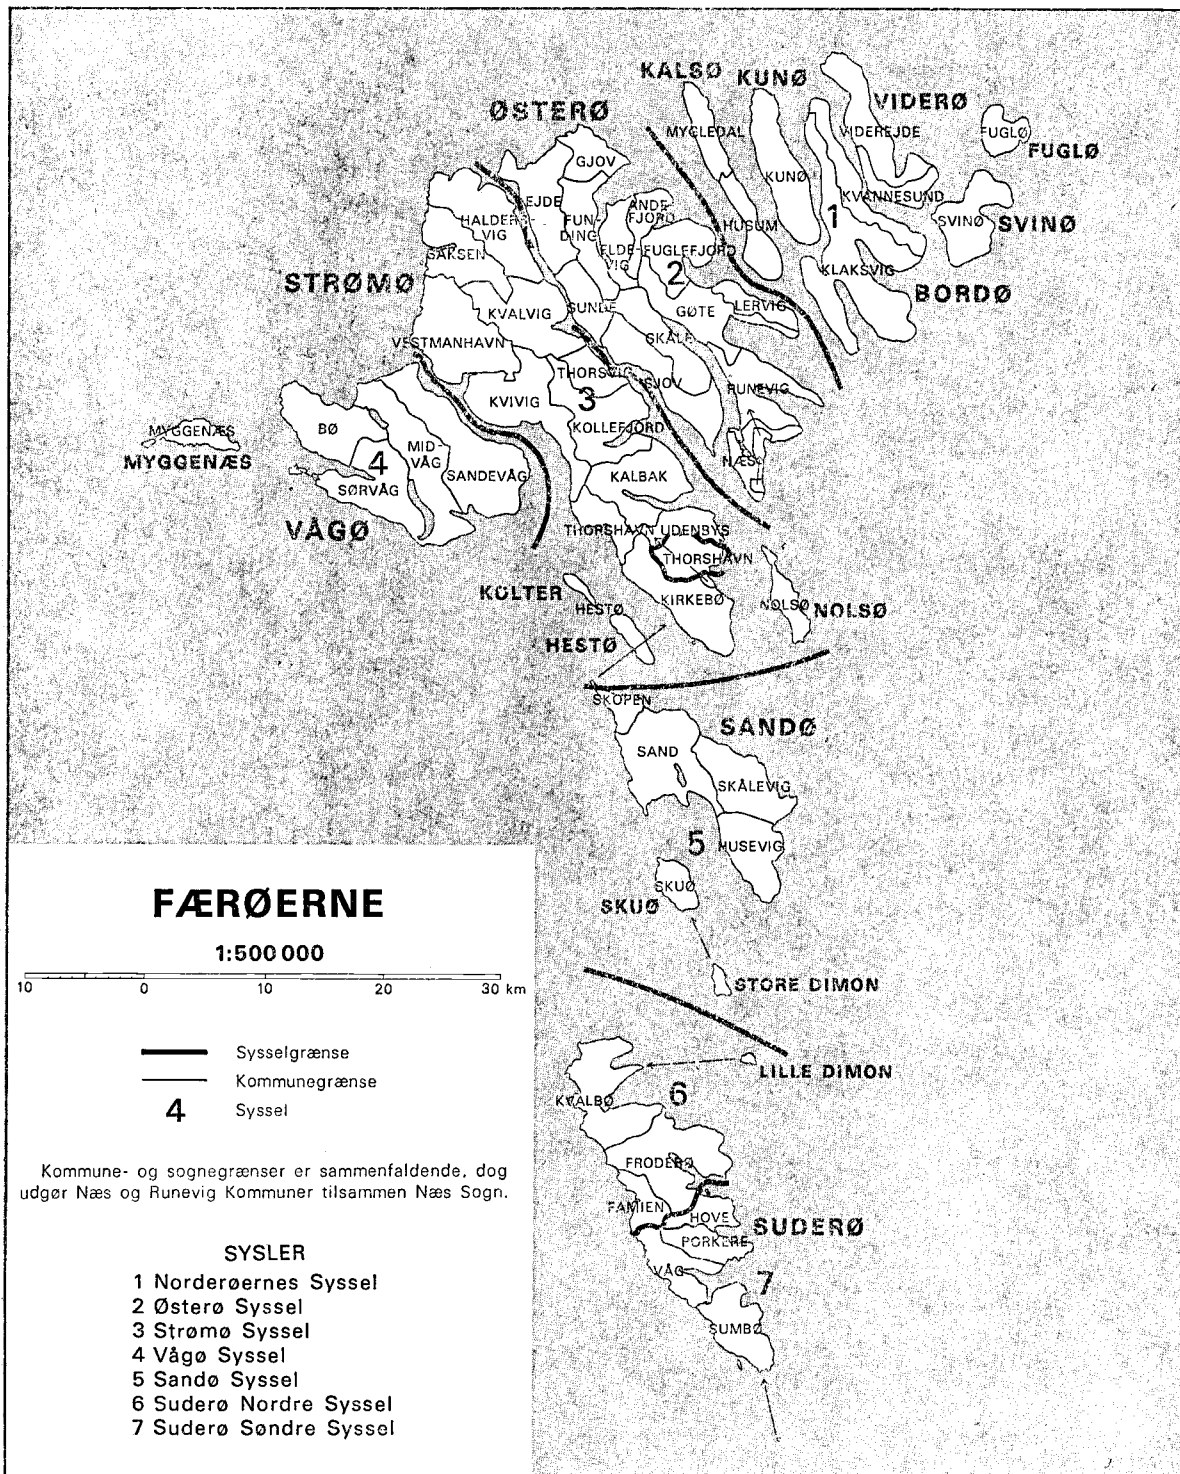 KALSØ
KUNØ
VIDERØ
FUGLØ
FUGLØ
ØSTERØ
MYGLEDAL
VIDEREJDE
GJOV
KUNØ
KVANNESUND
EJDE
ANDE-
FJORD
HALDERS-
VIG
FUN-
DING
HUSUM
1
SVINØ
SVINØ
SAKSEN
ELDE-
VIG
FUGLEFJORD
2
KLAKSVIG
STRØMØ
BORDØ
KVALVIG
SUNDE
GØTE
LERVIG
VESTMANHAVN
SKÅLE
THORSVIG
SJOV
RUNEVIG
KVIVIG
3
MYGGENÆS
BØ
KOLLEFJORD
MYGGENÆS
4
MID-
VÅG
SANDEVÅG
KALBAK
NÆS
SØRVÅG
VÅGØ
THORSHAVN UDENBYS
THORSHAVN
KOLTER
HESTØ
KIRKEBØ
NOLSØ
NOLSØ
HESTØ
SKOPEN
SANDØ
SAND
SKÅLEVIG
5
HUSEVIG
SKUØ
SKUØ
STORE DIMON
LILLE DIMON
KVALBØ
6
FRODEBØ
FAMIEN
HOVE
SUDERØ
PORKERE
VÅG
7
SUMBØ
FÆRØERNE
1:500 000
10 0 10 20 30 km
Sysselgrænse
Kommunegrænse
4 Syssel
Kommune- og sognegrænser er sammenfaldende, dog
udgør Næs og Runevig Kommuner tilsammen Næs Sogn.
SYSLER
1 Norderøernes Syssel
2 Østerø Syssel
3 Strømø Syssel
4 Vågø Syssel
5 Sandø Syssel
6 Suderø Nordre Syssel
7 Suderø Søndre Syssel